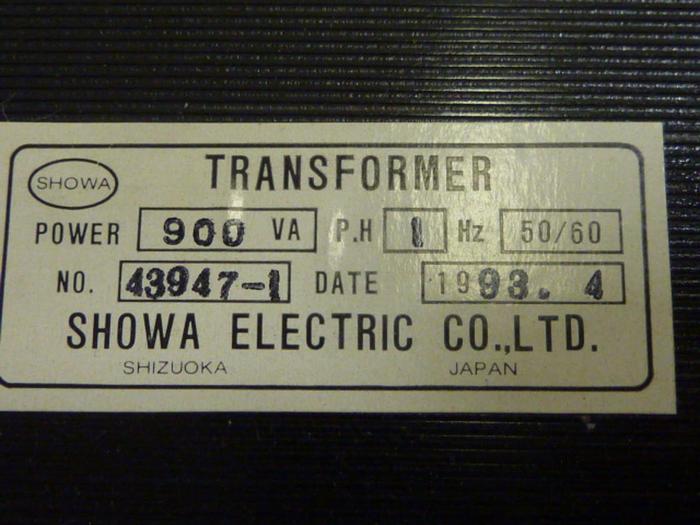 SHOWA TRANSFORMER
POWER 900 VA P.H 1 Hz 50/60
NO. 43947-1 DATE 1993. 4
SHOWA ELECTRIC CO.,LTD.
SHIZUOKA JAPAN